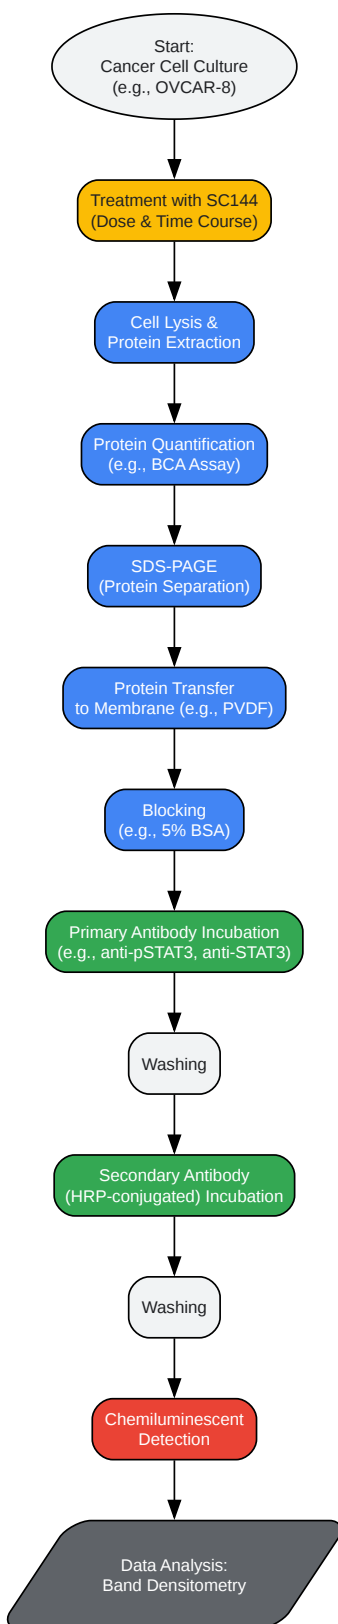 Start:
Cancer Cell Culture
(e.g., OVCAR-8)
Treatment with SC144
(Dose & Time Course)
Cell Lysis &
Protein Extraction
Protein Quantification
(e.g., BCA Assay)
SDS-PAGE
(Protein Separation)
Protein Transfer
to Membrane (e.g., PVDF)
Blocking
(e.g., 5% BSA)
Primary Antibody Incubation
(e.g., anti-pSTAT3, anti-STAT3)
Washing
Secondary Antibody
(HRP-conjugated) Incubation
Washing
Chemiluminescent
Detection
Data Analysis:
Band Densitometry